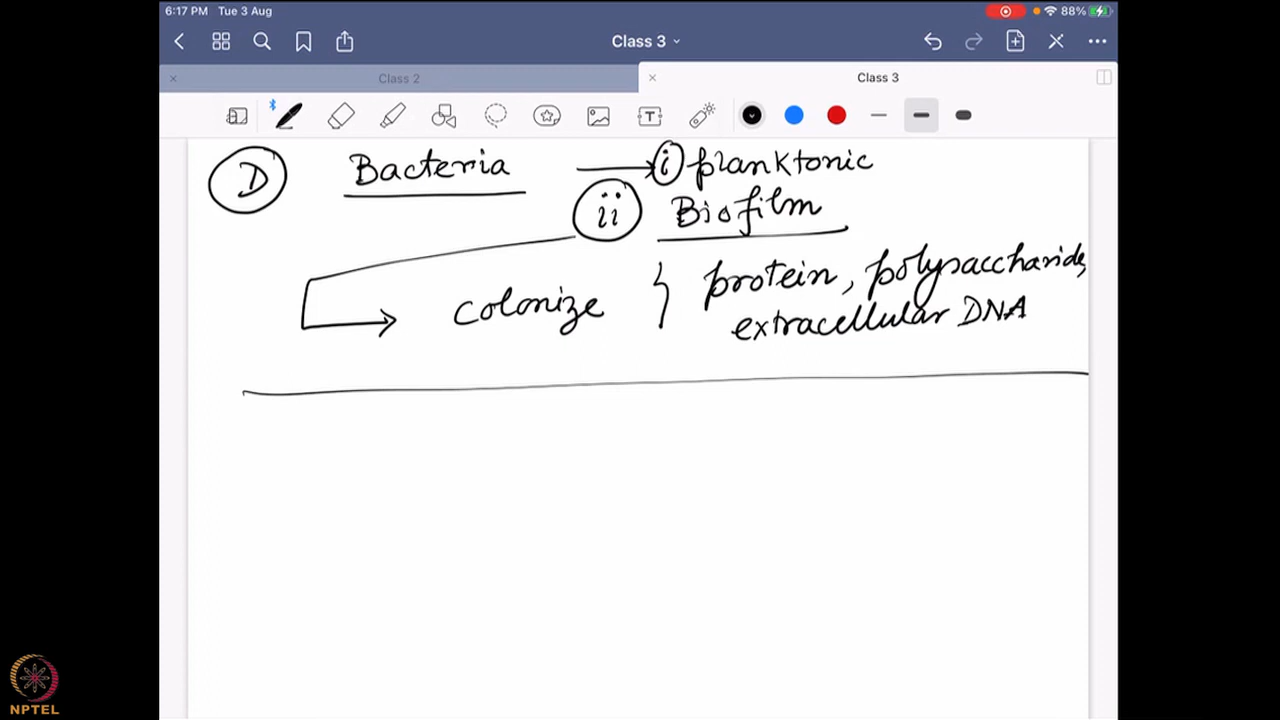 6:17 PM Tue 3 Aug
88%
Class 3
Class 2
Class 3
T
D Bacteria → i planktonic
ii Biofilm
colonize { protein, polysaccharide,
extracellular DNA
NPTEL